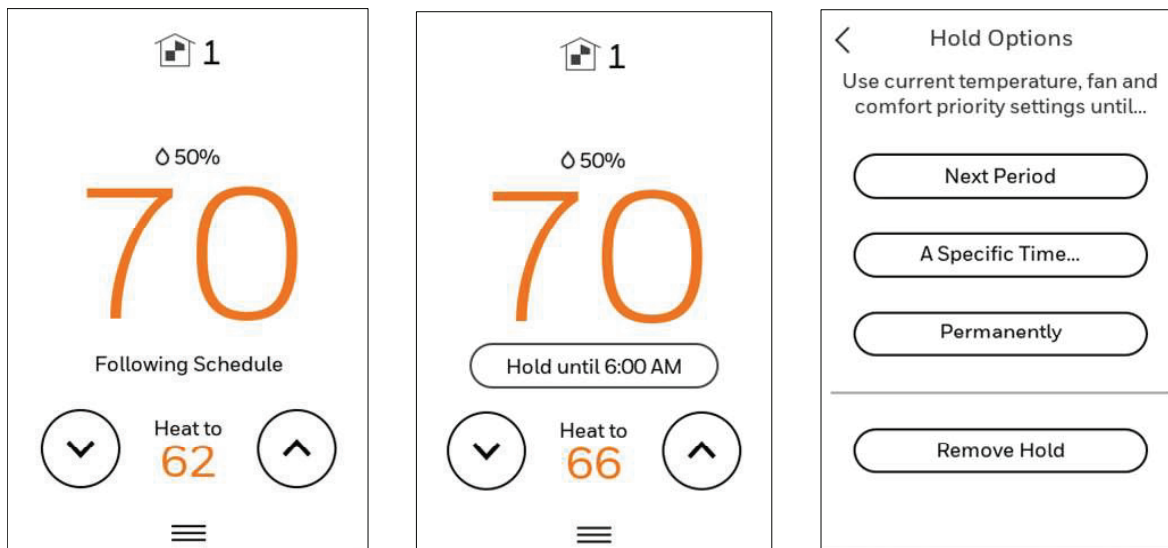 1
50%
70
Following Schedule
Heat to
62
1
50%
70
Hold until 6:00 AM
Heat to
66
Hold Options
Use current temperature, fan and
comfort priority settings until...
Next Period
A Specific Time...
Permanently
Remove Hold